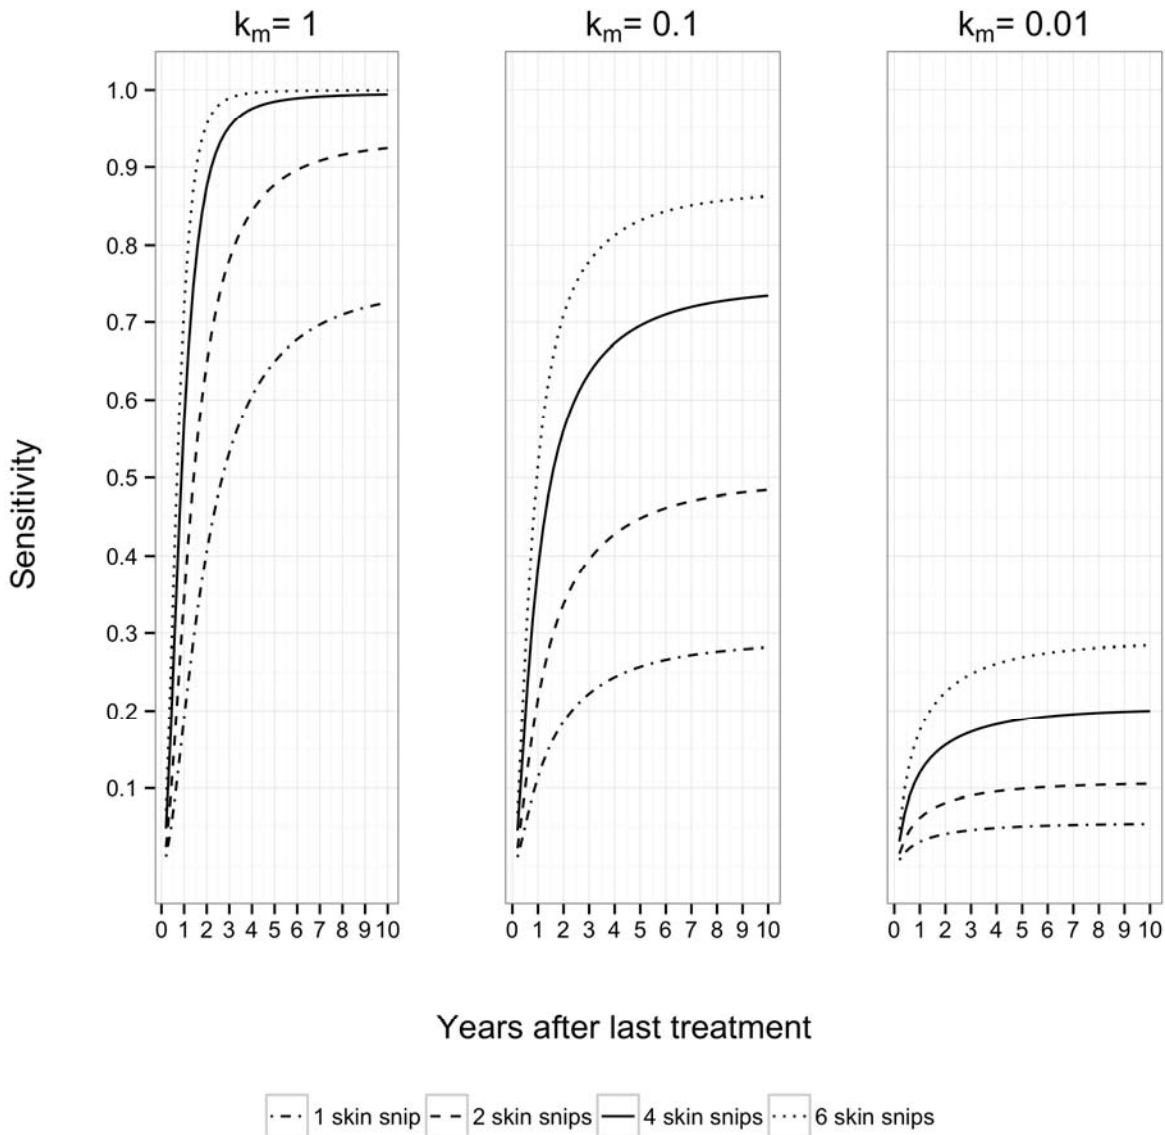 k_m= 1 k_m= 0.1 k_m= 0.01
Sensitivity
1.0
0.9
0.8
0.7
0.6
0.5
0.4
0.3
0.2
0.1
0 1 2 3 4 5 6 7 8 9 10 0 1 2 3 4 5 6 7 8 9 10 0 1 2 3 4 5 6 7 8 9 10
Years after last treatment
1 skin snip 2 skin snips 4 skin snips 6 skin snips